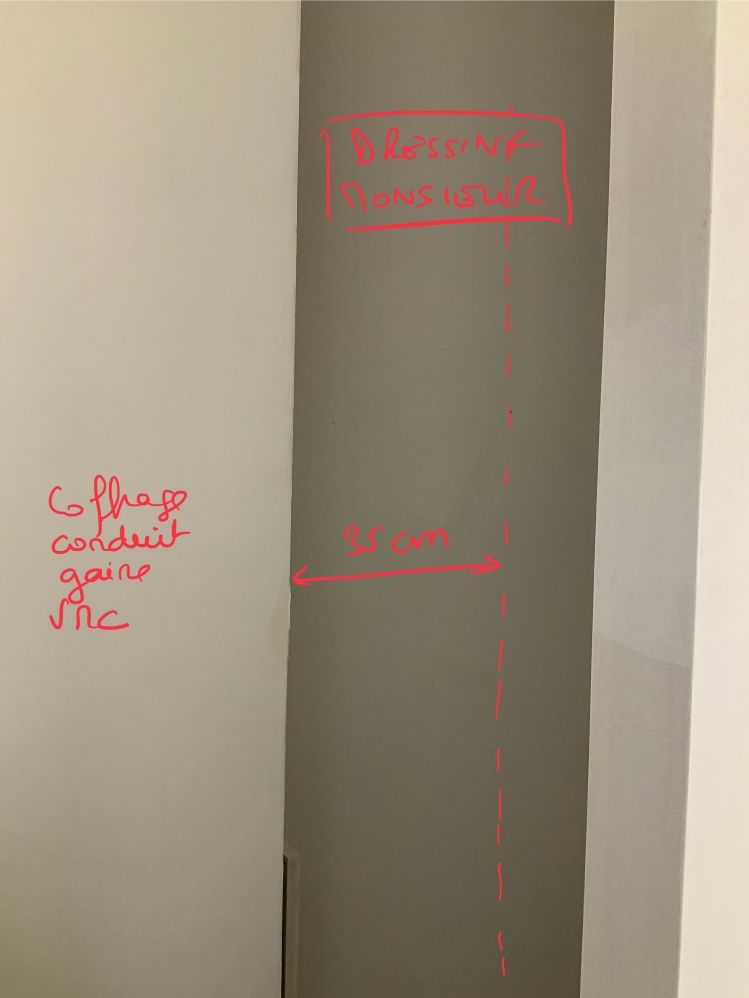 DRESSING
MONSIEUR
35 cm
Coffrage
conduit
gaine
VMC